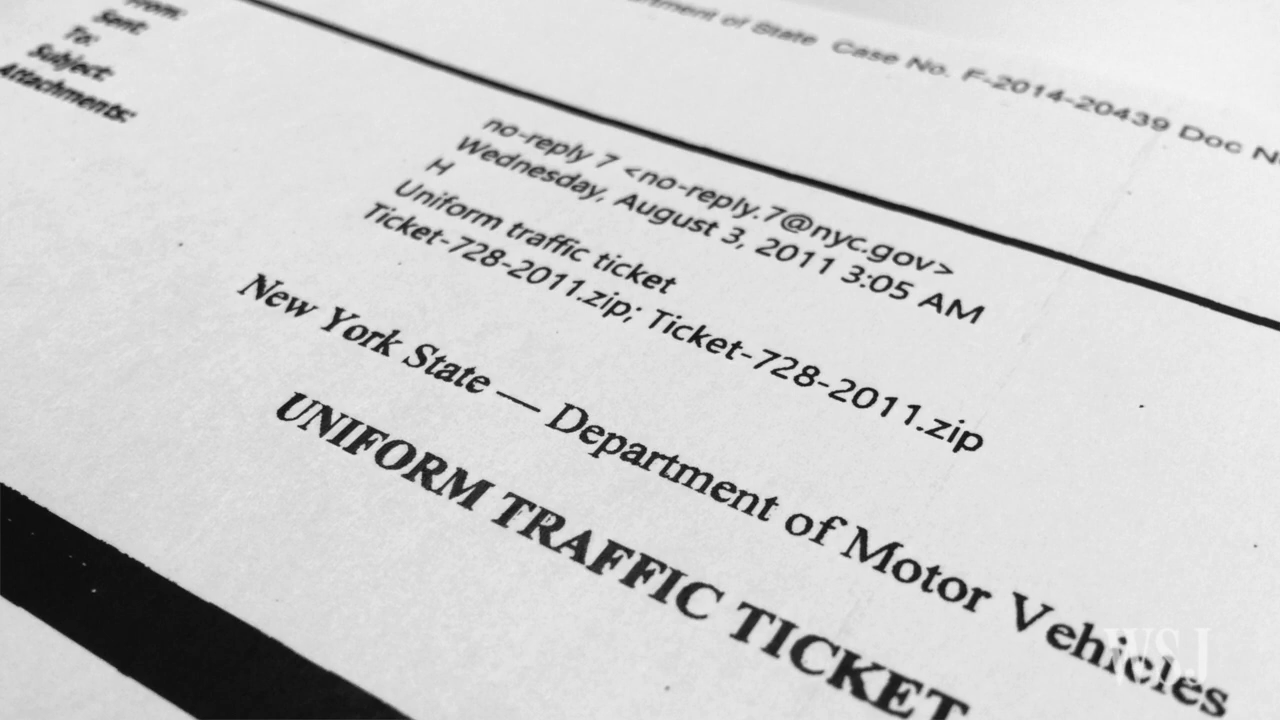 of State Case No. F-2014-20439 Doc
From:
Sent:
To:
Subject:
Attachments:
no-reply 7 <no-reply.7@nyc.gov>
Wednesday, August 3, 2011 3:05 AM
H
Uniform traffic ticket
Ticket-728-2011.zip; Ticket-728-2011.zip
New York State — Department of Motor Vehicles
UNIFORM TRAFFIC TICKET
WSJ